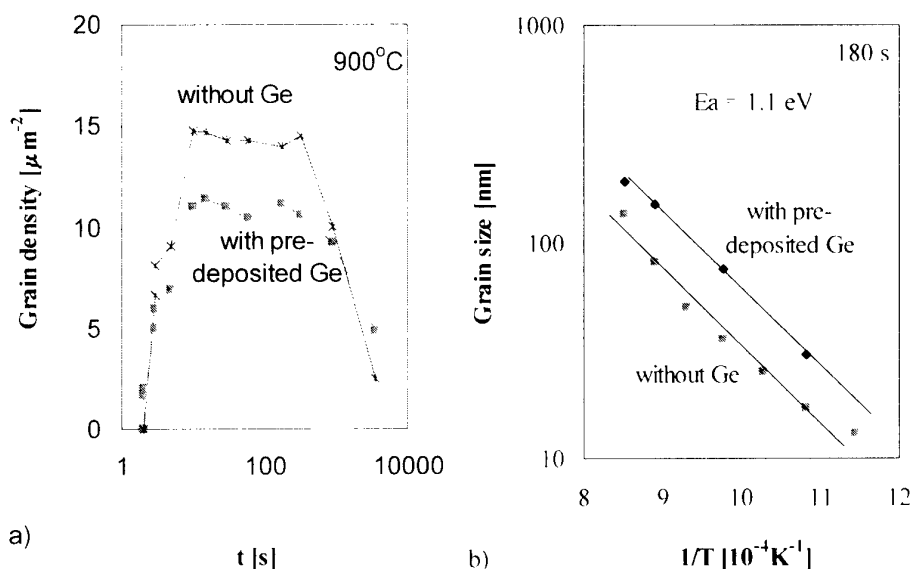 20
15
10
5
0
Grain density [μm⁻²]
900°C
without Ge
with pre-
deposited Ge
1
100
10000
t [s]
a)
1000
100
10
Grain size [nm]
180 s
Ea = 1.1 eV
with pre-
deposited Ge
without Ge
8
9
10
11
12
1/T [10⁻⁴K⁻¹]
b)